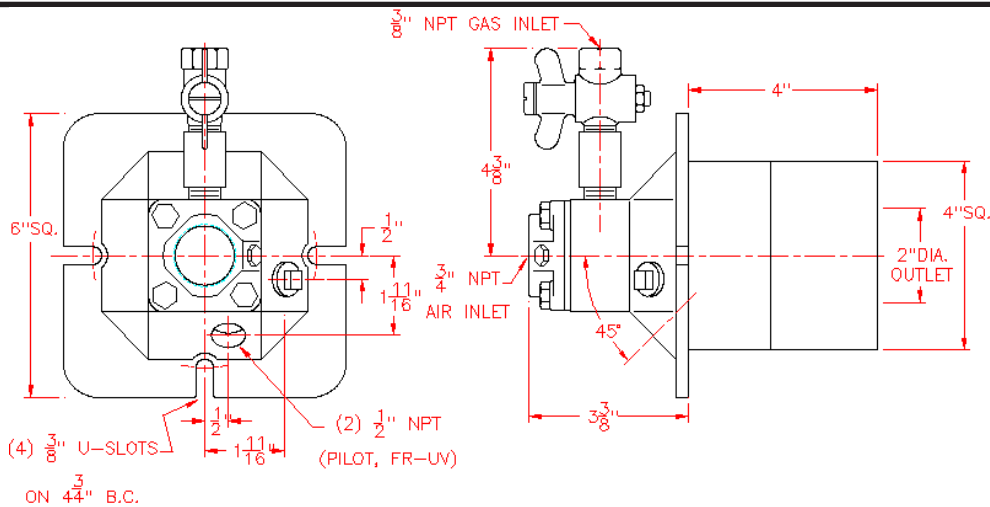 3/8" NPT GAS INLET
4"
4 3/8"
6"SQ.
1/2"
4"SQ.
2"DIA.
OUTLET
3/4" NPT
AIR INLET
1 11/16"
45°
3 3/8"
1/2"
1 11/16"
(2) 1/2" NPT
(PILOT, FR-UV)
(4) 3/8" U-SLOTS
ON 4 3/4" B.C.